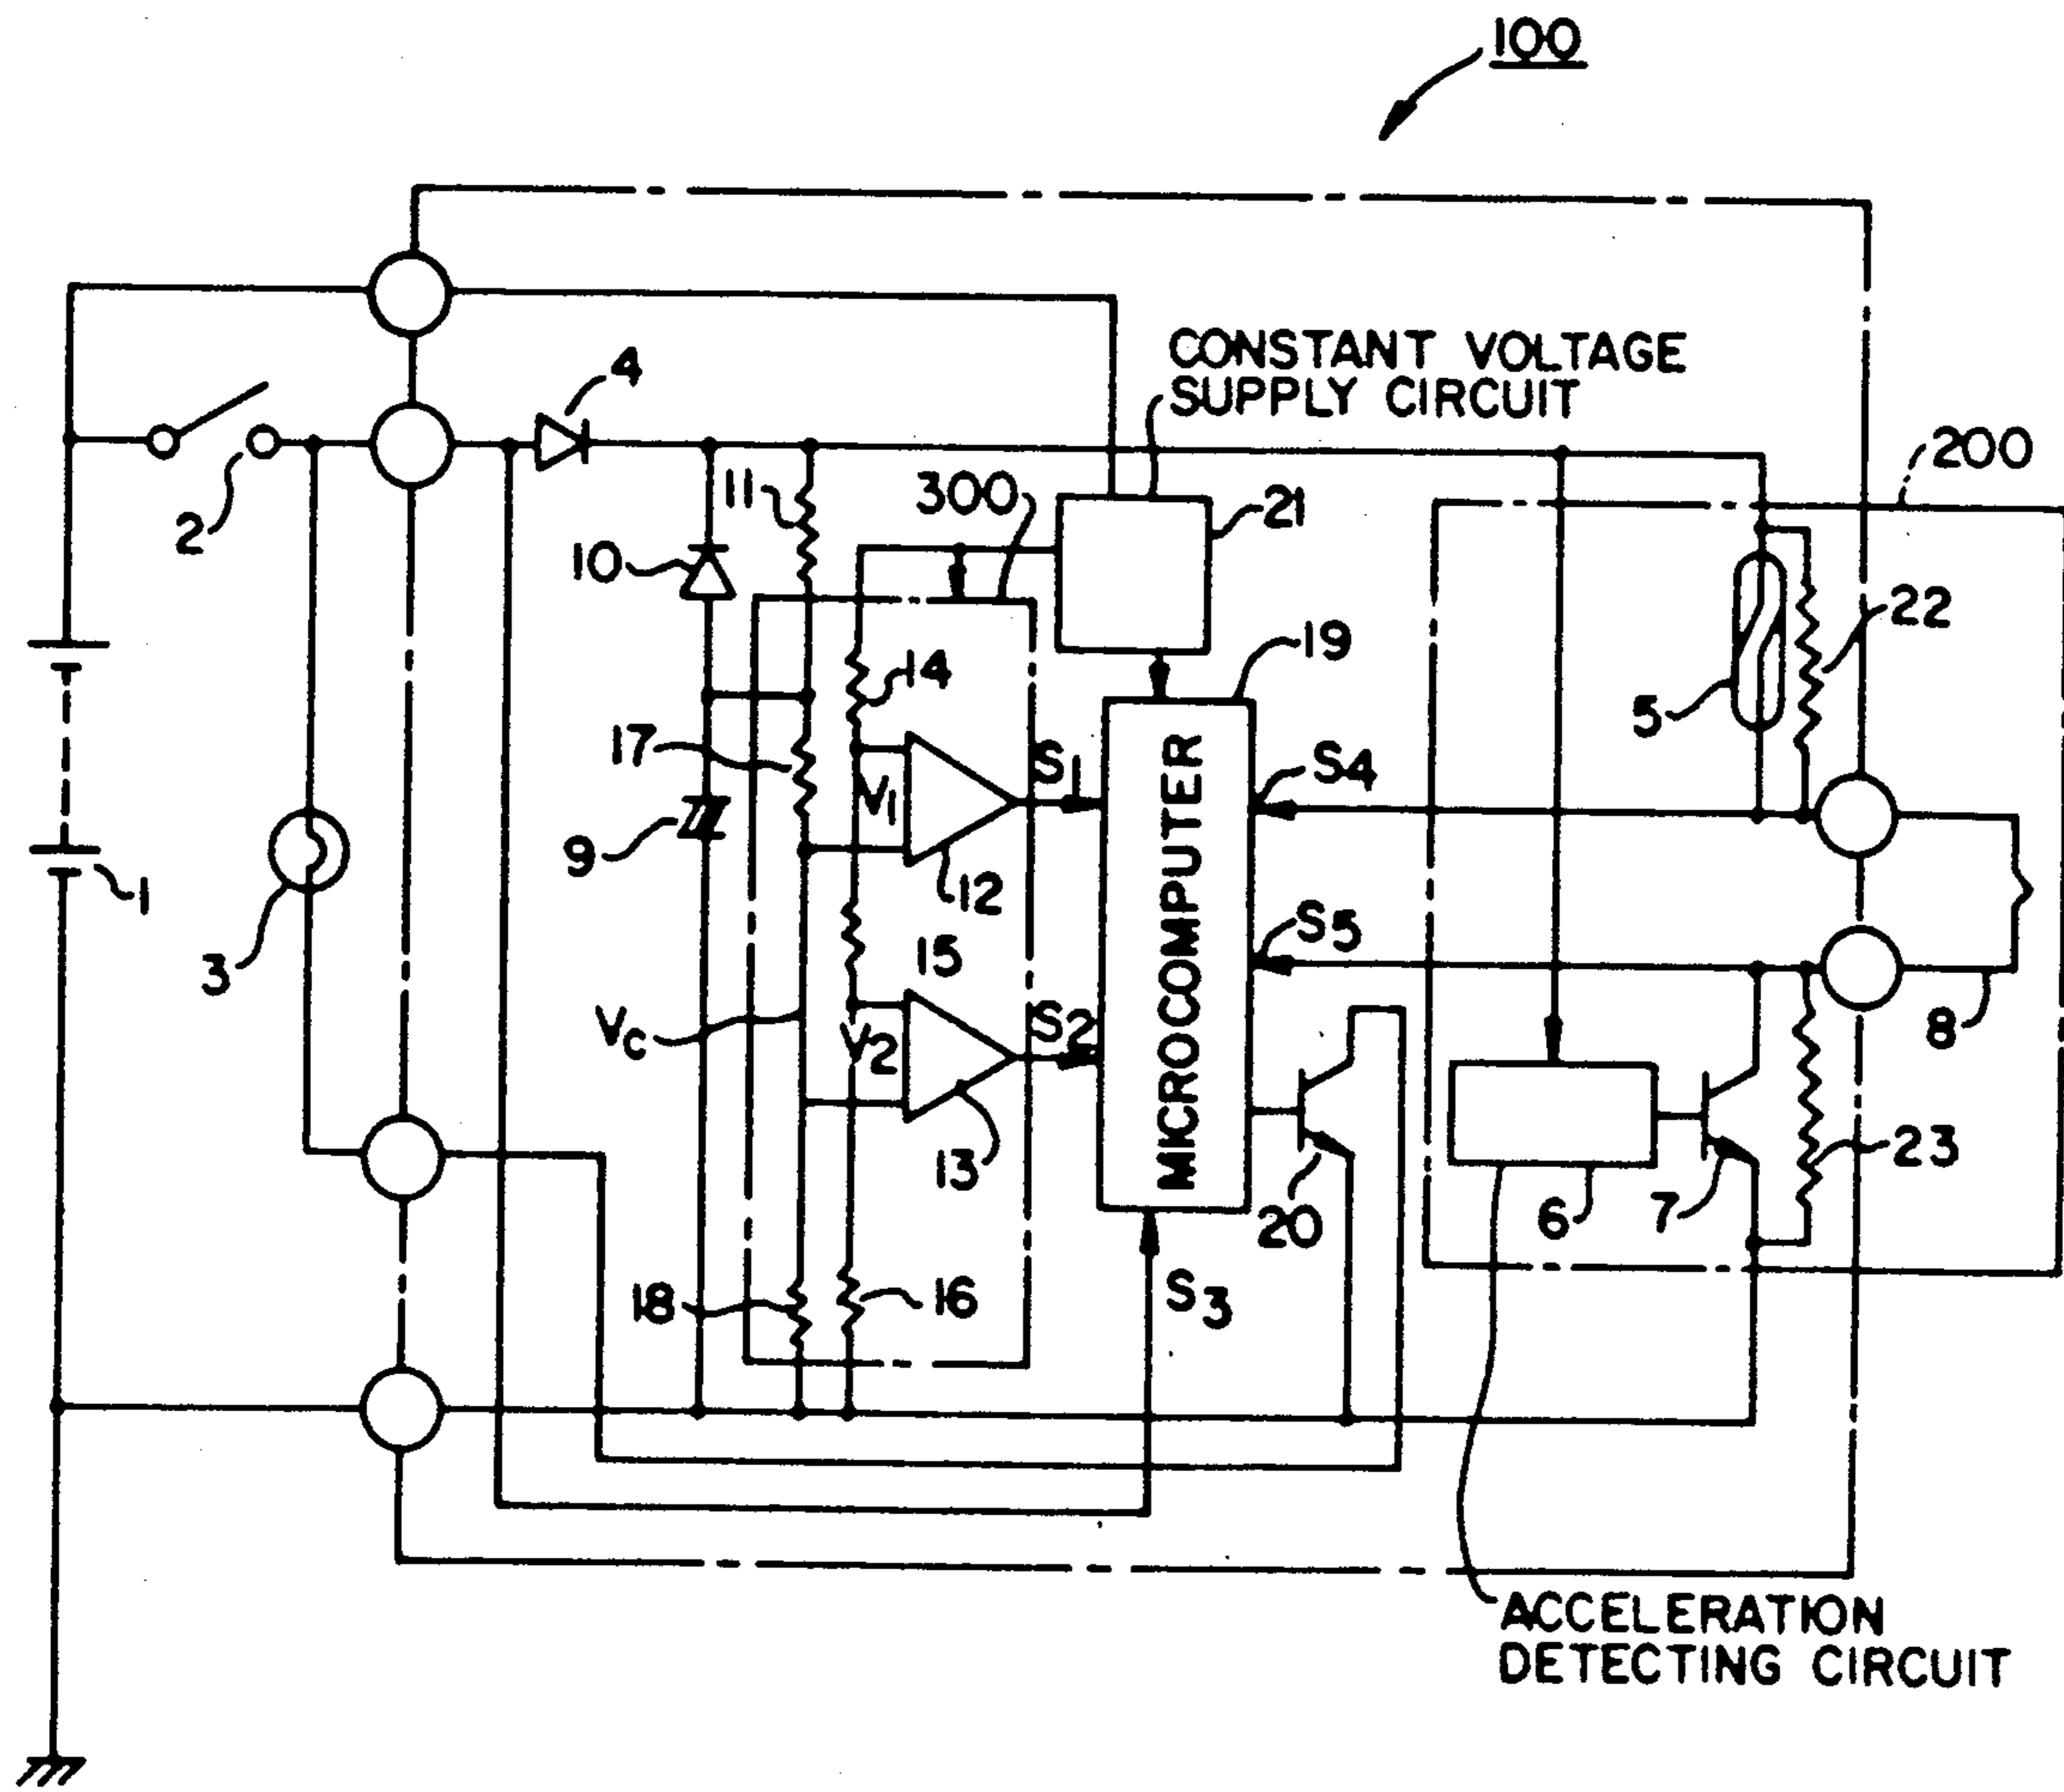 100
CONSTANT VOLTAGE
SUPPLY CIRCUIT
4
200
2
11
300
21
10
22
14
19
5
17
S1
S4
V1
9
12
1
MICROCOMPUTER
S5
15
3
VC
S2
8
V2
13
20
6
7
23
18
16
S3
ACCELERATION
DETECTING CIRCUIT